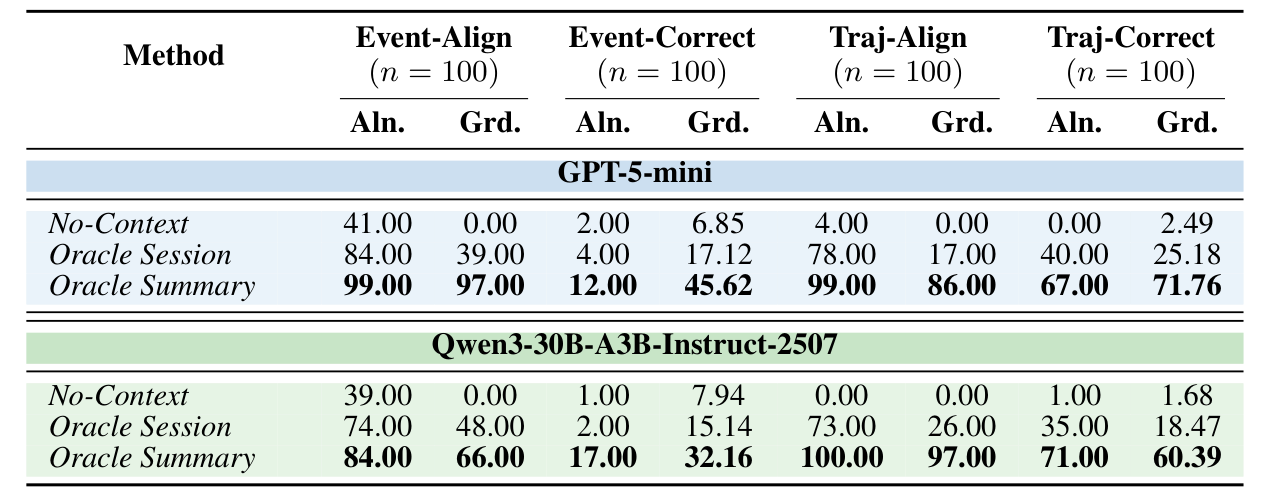 Method Event-Align Event-Correct Traj-Align Traj-Correct
(n = 100) (n = 100) (n = 100) (n = 100)
Aln. Grd. Aln. Grd. Aln. Grd. Aln. Grd.
GPT-5-mini
No-Context 41.00 0.00 2.00 6.85 4.00 0.00 0.00 2.49
Oracle Session 84.00 39.00 4.00 17.12 78.00 17.00 40.00 25.18
Oracle Summary 99.00 97.00 12.00 45.62 99.00 86.00 67.00 71.76
Qwen3-30B-A3B-Instruct-2507
No-Context 39.00 0.00 1.00 7.94 0.00 0.00 1.00 1.68
Oracle Session 74.00 48.00 2.00 15.14 73.00 26.00 35.00 18.47
Oracle Summary 84.00 66.00 17.00 32.16 100.00 97.00 71.00 60.39